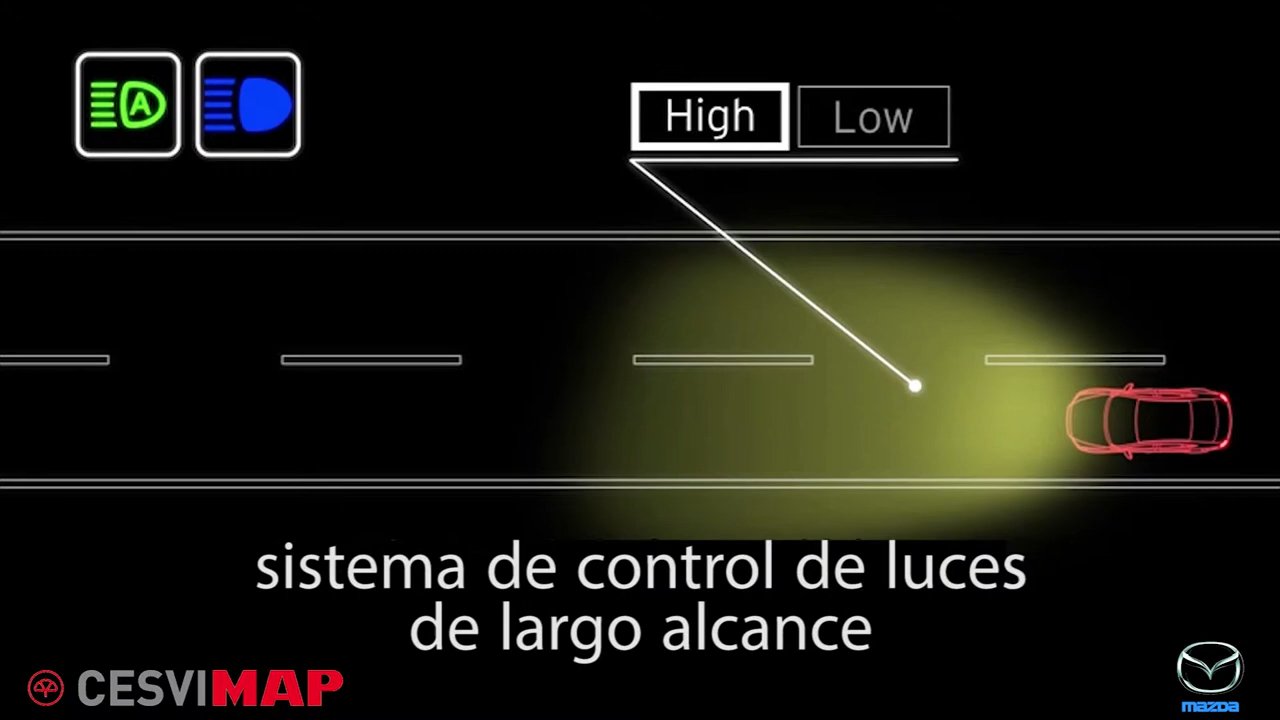 A
High
Low
sistema de control de luces
de largo alcance
CESVIMAP
mazda